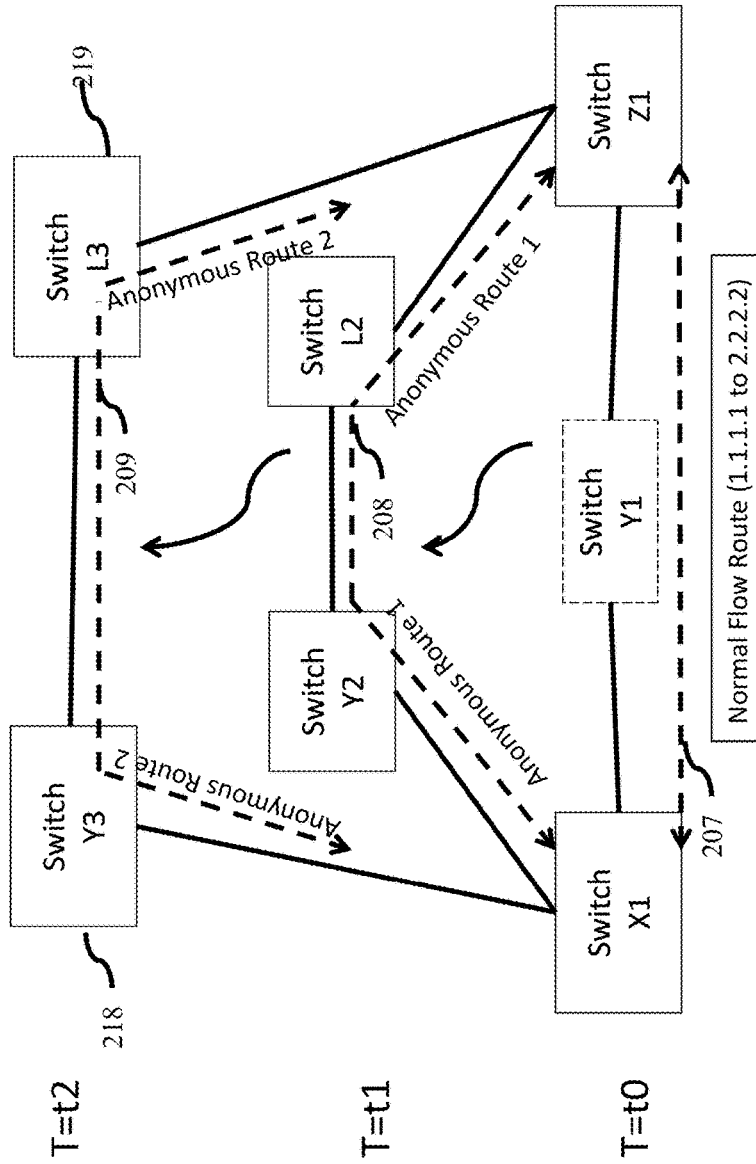 T=t2
218
Switch
Y3
Anonymous Route 2
209
Switch
L3
219
Anonymous Route 2
T=t1
Switch
Y2
Anonymous Route 1
208
Switch
L2
Anonymous Route 1
T=t0
Switch
X1
207
Switch
Y1
Switch
Z1
Normal Flow Route (1.1.1.1 to 2.2.2.2)